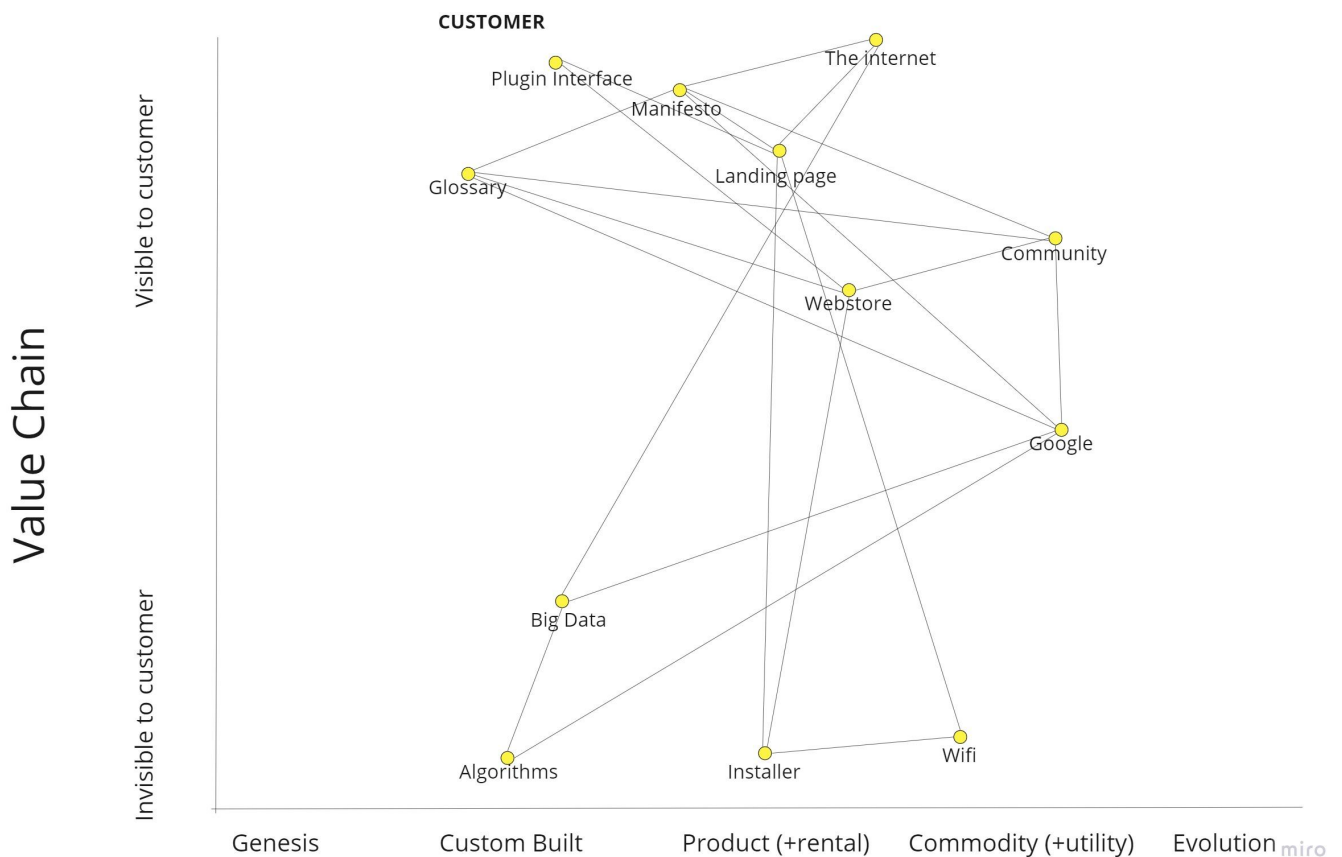 CUSTOMER
The internet
Plugin Interface
Manifesto
Landing page
Glossary
Community
Webstore
Google
Big Data
Algorithms
Installer
Wifi
Value Chain
Visible to customer
Invisible to customer
Genesis
Custom Built
Product (+rental)
Commodity (+utility)
Evolution
miro